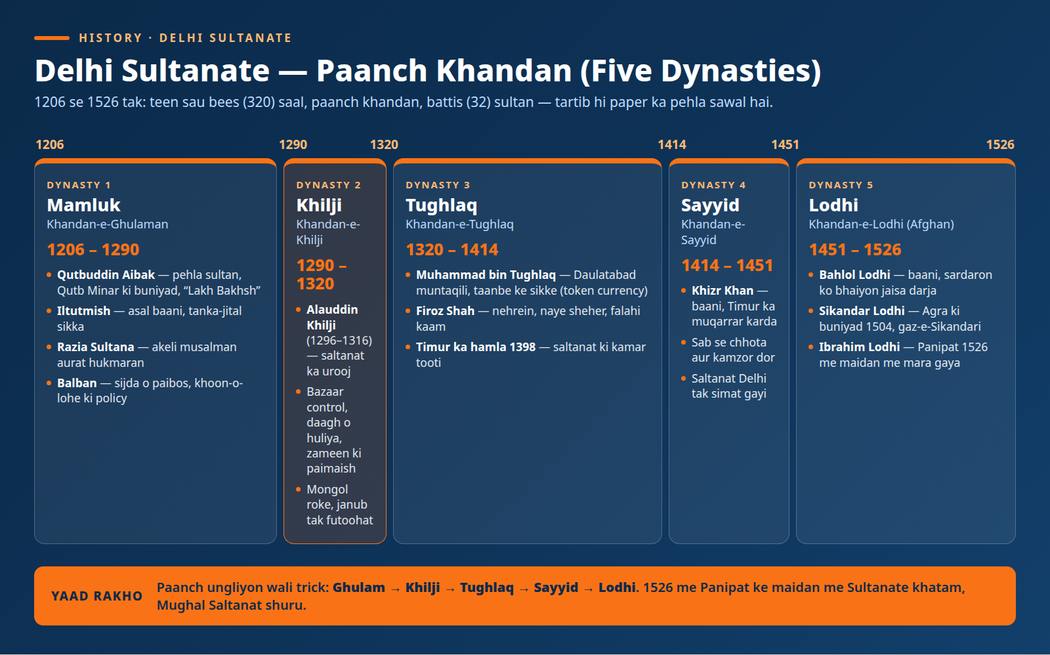 HISTORY · DELHI SULTANATE
Delhi Sultanate — Paanch Khandan (Five Dynasties)
1206 se 1526 tak: teen sau bees (320) saal, paanch khandan, battis (32) sultan — tartib hi paper ka pehla sawal hai.
1206 1290 1320 1414 1451 1526
DYNASTY 1
Mamluk
Khandan-e-Ghulaman
1206 – 1290
Qutbuddin Aibak — pehla sultan,
Qutb Minar ki buniyad, “Lakh Bakhsh”
Iltutmish — asal baani, tanka-jital
sikka
Razia Sultana — akeli musalman
aurat hukmaran
Balban — sijda o paibos, khoon-o-
lohe ki policy
DYNASTY 2
Khilji
Khandan-e-
Khilji
1290 –
1320
Alauddin
Khilji
(1296–1316)
— saltanat
ka urooj
Bazaar
control,
daagh o
huliya,
zameen ki
paimaish
Mongol
roke, janub
tak futoohat
DYNASTY 3
Tughlaq
Khandan-e-Tughlaq
1320 – 1414
Muhammad bin Tughlaq — Daulatabad
muntaqili, taanbe ke sikke (token currency)
Firoz Shah — nehrein, naye sheher, falahi
kaam
Timur ka hamla 1398 — saltanat ki kamar
tooti
DYNASTY 4
Sayyid
Khandan-e-
Sayyid
1414 – 1451
Khizr Khan —
baani, Timur ka
muqarrar karda
Sab se chhota
aur kamzor dor
Saltanat Delhi
tak simat gayi
DYNASTY 5
Lodhi
Khandan-e-Lodhi (Afghan)
1451 – 1526
Bahlol Lodhi — baani, sardaron
ko bhaiyon jaisa darja
Sikandar Lodhi — Agra ki
buniyad 1504, gaz-e-Sikandari
Ibrahim Lodhi — Panipat 1526
me maidan me mara gaya
YAAD RAKHO
Paanch ungliyon wali trick: Ghulam → Khilji → Tughlaq → Sayyid → Lodhi. 1526 me Panipat ke maidan me Sultanate khatam,
Mughal Saltanat shuru.